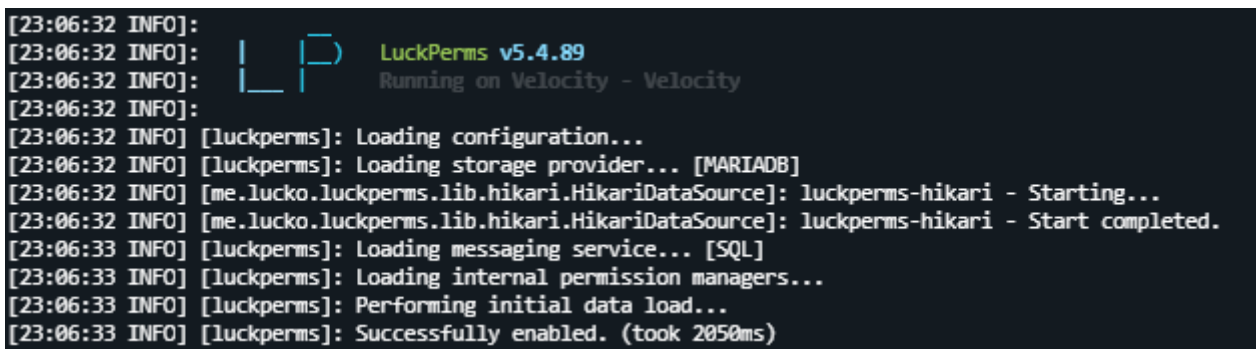 [23:06:32 INFO]:        __
[23:06:32 INFO]:   |    |__)   LuckPerms v5.4.89
[23:06:32 INFO]:   |___ |      Running on Velocity - Velocity
[23:06:32 INFO]:
[23:06:32 INFO] [luckperms]: Loading configuration...
[23:06:32 INFO] [luckperms]: Loading storage provider... [MARIADB]
[23:06:32 INFO] [me.lucko.luckperms.lib.hikari.HikariDataSource]: luckperms-hikari - Starting...
[23:06:32 INFO] [me.lucko.luckperms.lib.hikari.HikariDataSource]: luckperms-hikari - Start completed.
[23:06:33 INFO] [luckperms]: Loading messaging service... [SQL]
[23:06:33 INFO] [luckperms]: Loading internal permission managers...
[23:06:33 INFO] [luckperms]: Performing initial data load...
[23:06:33 INFO] [luckperms]: Successfully enabled. (took 2050ms)